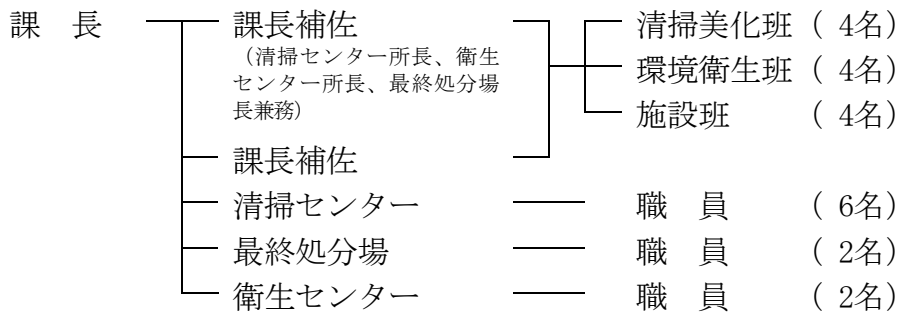 課　長　課長補佐　清掃美化班（ 4名）
（清掃センター所長、衛生
センター所長、最終処分場
長兼務）
環境衛生班（ 4名）
施設班　（ 4名）
課長補佐
清掃センター　職　員　（ 6名）
最終処分場　職　員　（ 2名）
衛生センター　職　員　（ 2名）